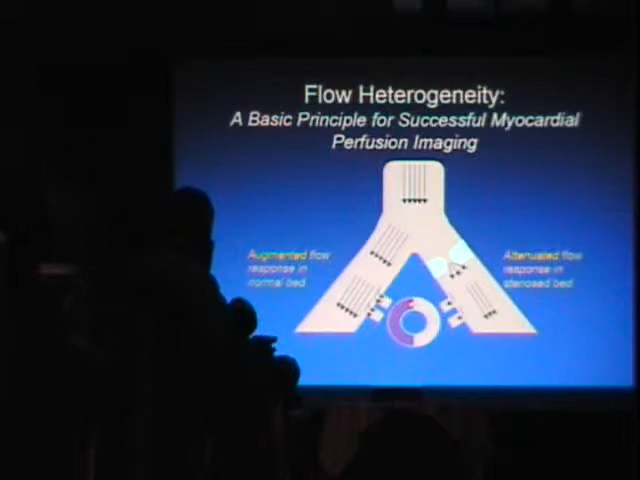 Flow Heterogeneity:
A Basic Principle for Successful Myocardial
Perfusion Imaging
Augmented flow
response in
normal bed
Attenuated flow
response in
stenosed bed